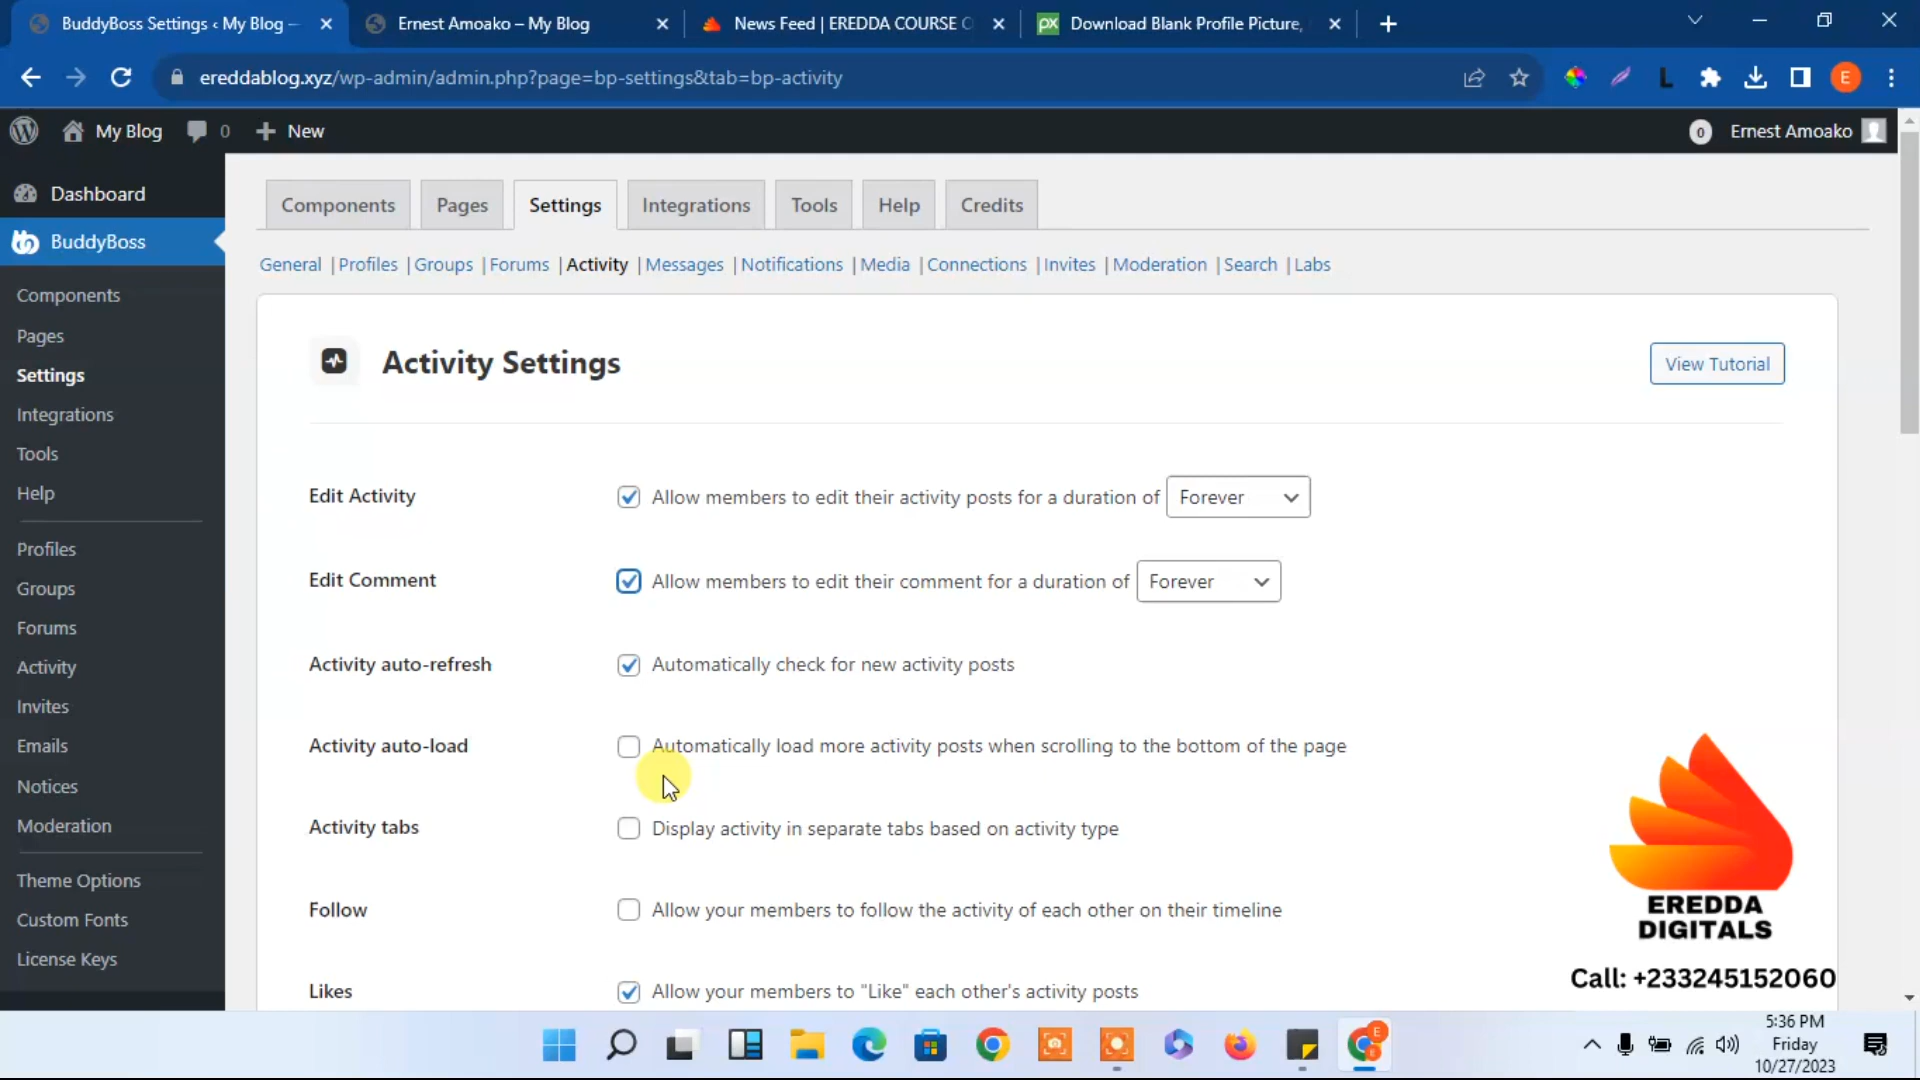 BuddyBoss Settings ‹ My Blog —
Ernest Amoako – My Blog
News Feed | EREDDA COURSE C
px Download Blank Profile Picture,
ereddablog.xyz/wp-admin/admin.php?page=bp-settings&tab=bp-activity
L
E
My Blog
0
New
0
Ernest Amoako
Dashboard
BuddyBoss
Components
Pages
Settings
Integrations
Tools
Help
Profiles
Groups
Forums
Activity
Invites
Emails
Notices
Moderation
Theme Options
Custom Fonts
License Keys
Components Pages Settings Integrations Tools Help Credits
General | Profiles | Groups | Forums | Activity | Messages | Notifications | Media | Connections | Invites | Moderation | Search | Labs
Activity Settings
View Tutorial
Edit Activity
Allow members to edit their activity posts for a duration of Forever
Edit Comment
Allow members to edit their comment for a duration of Forever
Activity auto-refresh
Automatically check for new activity posts
Activity auto-load
Automatically load more activity posts when scrolling to the bottom of the page
Activity tabs
Display activity in separate tabs based on activity type
Follow
Allow your members to follow the activity of each other on their timeline
Likes
Allow your members to "Like" each other's activity posts
EREDDA
DIGITALS
Call: +233245152060
E
E
5:36 PM
Friday
10/27/2023